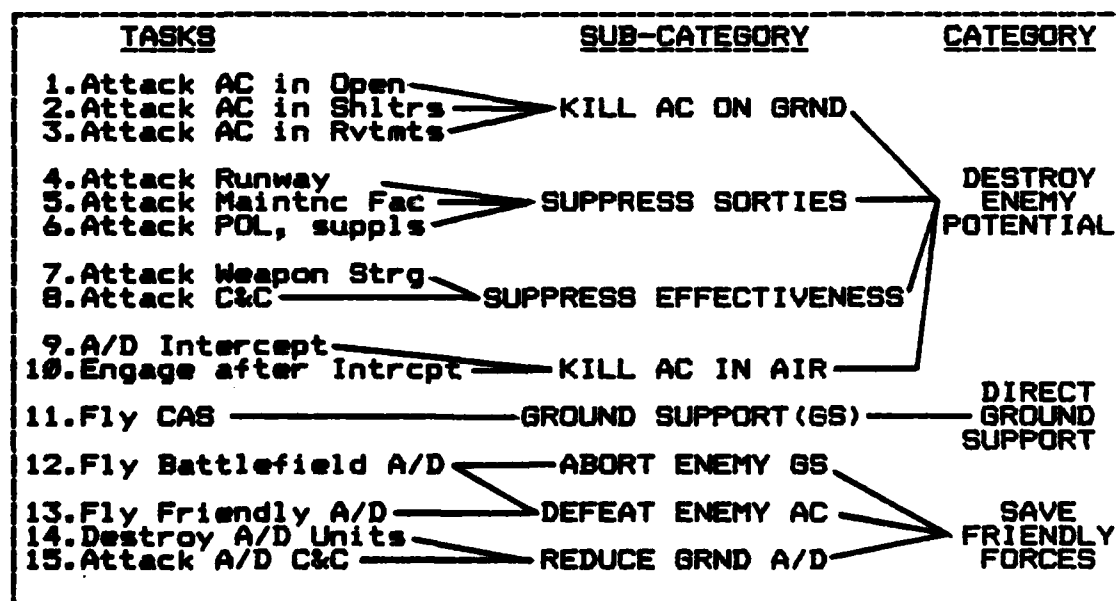 TASKS SUB-CATEGORY CATEGORY
1.Attack AC in Open
2.Attack AC in Shltrs KILL AC ON GRND
3.Attack AC in Rvtmts
4.Attack Runway DESTROY
5.Attack Maintnc Fac SUPPRESS SORTIES ENEMY
6.Attack POL, suppls POTENTIAL
7.Attack Weapon Strg
8.Attack C&C SUPPRESS EFFECTIVENESS
9.A/D Intercept
10.Engage after Intrcpt KILL AC IN AIR
DIRECT
11.Fly CAS GROUND SUPPORT(GS) GROUND
SUPPORT
12.Fly Battlefield A/D ABORT ENEMY GS
13.Fly Friendly A/D DEFEAT ENEMY AC SAVE
14.Destroy A/D Units FRIENDLY
15.Attack A/D C&C REDUCE GRND A/D FORCES